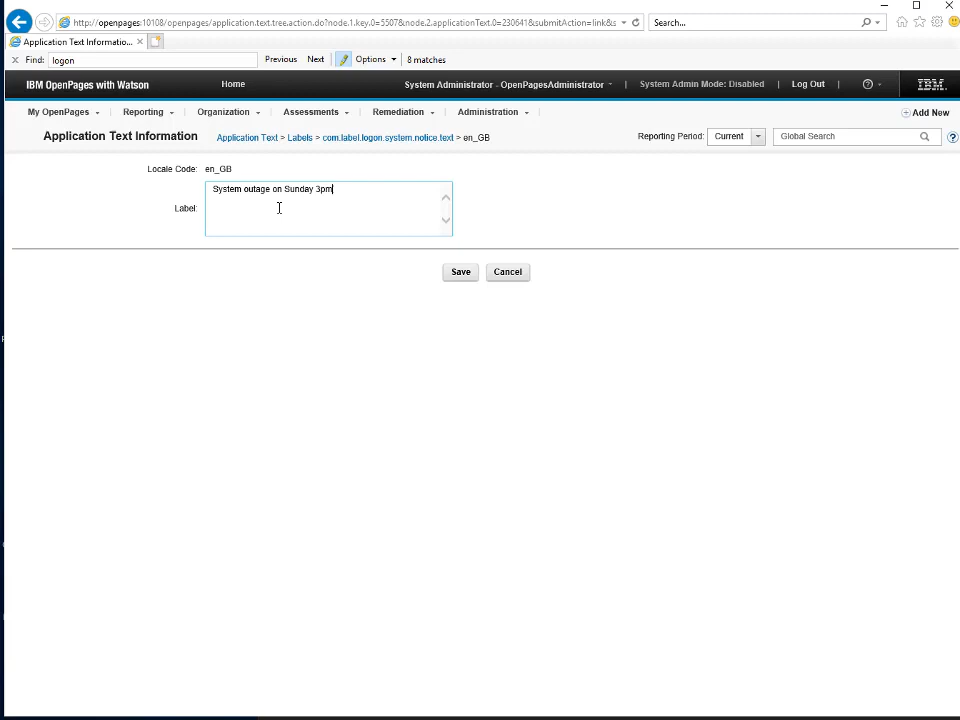 http://openpages:10108/openpages/application.text.tree.action.do?node.1.key.0=5507&node.2.applicationText.0=230641&submitAction=link&s
Search...
Application Text Informatio...
Find: logon Previous Next Options 8 matches
IBM OpenPages with Watson Home System Administrator - OpenPagesAdministrator System Admin Mode: Disabled Log Out ? IBM
My OpenPages Reporting Organization Assessments Remediation Administration Add New
Application Text Information Application Text > Labels > com.label.logon.system.notice.text > en_GB Reporting Period: Current Global Search ?
Locale Code: en_GB
Label: System outage on Sunday 3pm
Save Cancel